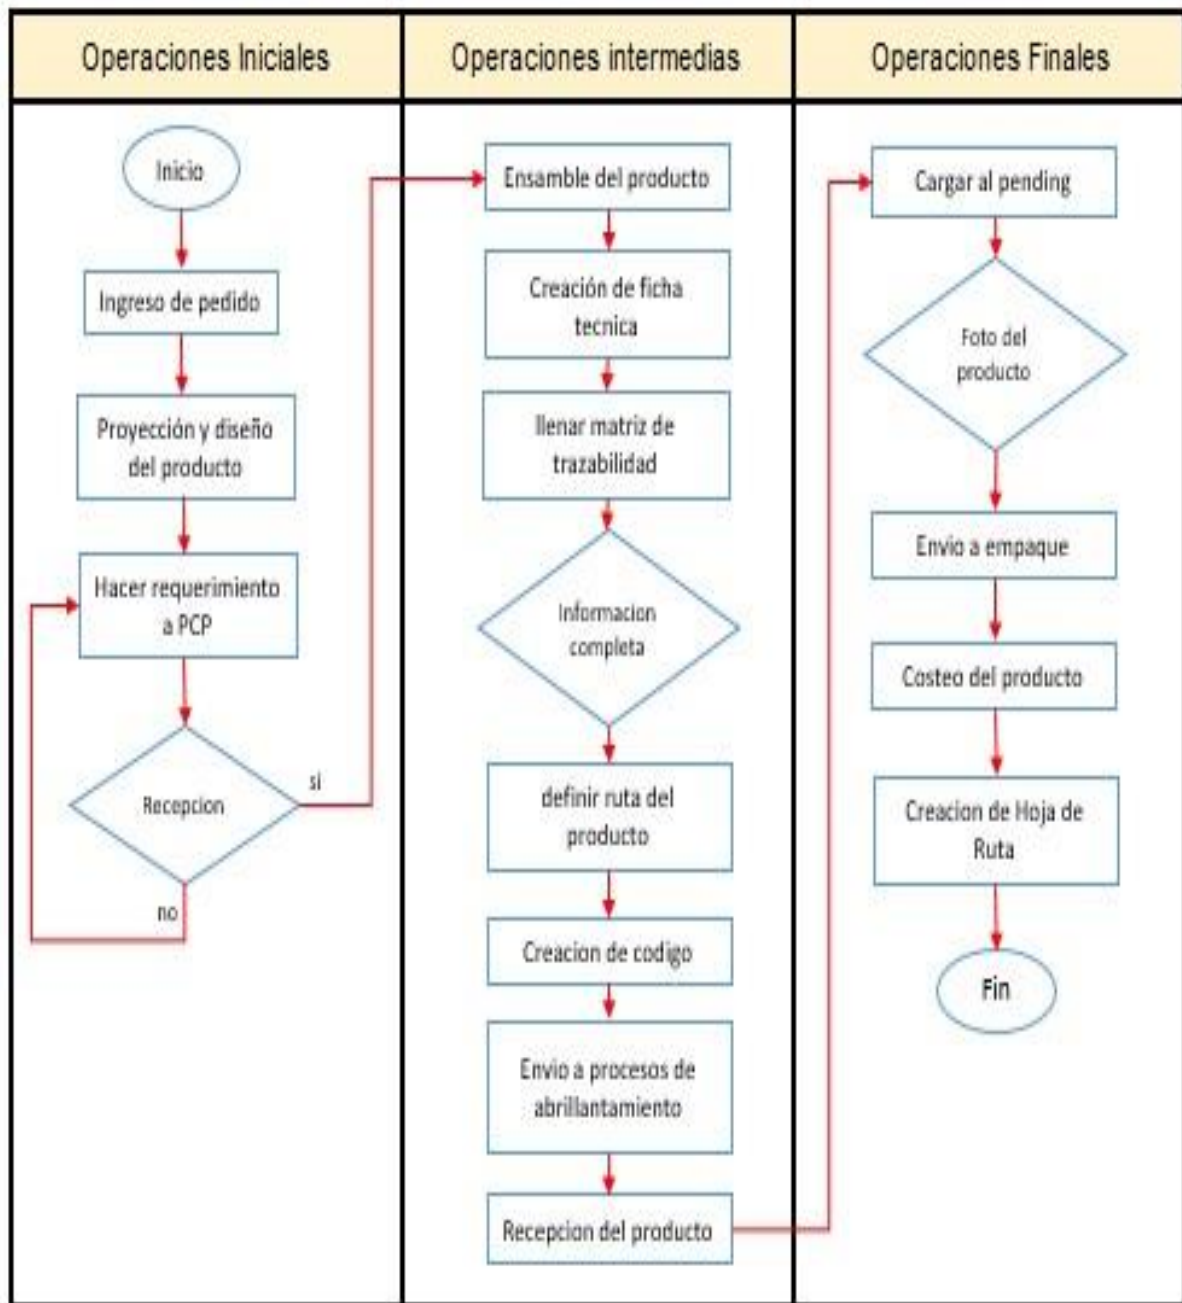 Operaciones Iniciales
Operaciones intermedias
Operaciones Finales
Inicio
Ingreso de pedido
Proyección y diseño
del producto
Hacer requerimiento
a PCP
Recepcion
si
no
Ensamble del producto
Creación de ficha
tecnica
llenar matriz de
trazabilidad
Informacion
completa
definir ruta del
producto
Creacion de codigo
Envio a procesos de
abrillantamiento
Recepcion del producto
Cargar al pending
Foto del
producto
Envio a empaque
Costeo del producto
Creacion de Hoja de
Ruta
Fin